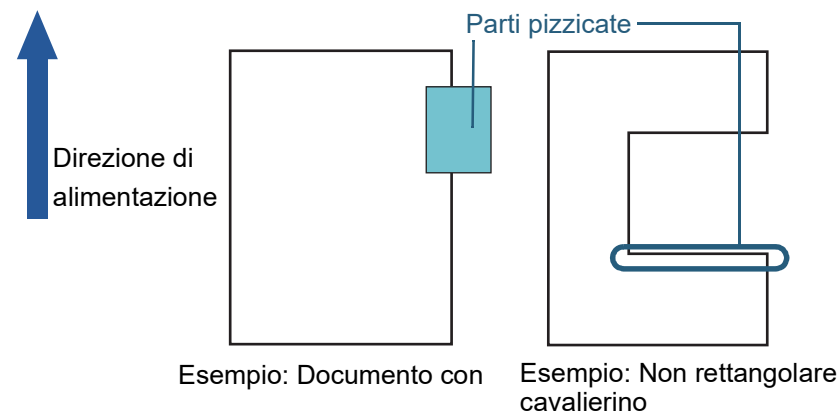 Parti pizzicate
Direzione di
alimentazione
Esempio: Documento con
Esempio: Non rettangolare
cavalierino